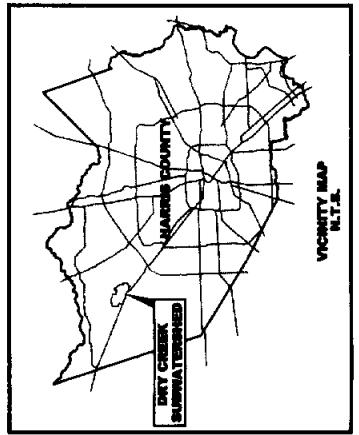 HARRIS COUNTY
DRY CREEK
SUBWATERSHED
VICINITY MAP
N.T.S.